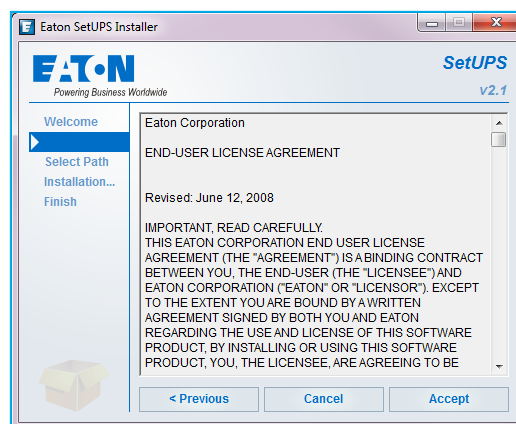 Eaton SetUPS Installer
EATON
Powering Business Worldwide
SetUPS
v2.1
Welcome
Select Path
Installation...
Finish
Eaton Corporation
END-USER LICENSE AGREEMENT
Revised: June 12, 2008
IMPORTANT, READ CAREFULLY.
THIS EATON CORPORATION END USER LICENSE
AGREEMENT (THE "AGREEMENT") IS A BINDING CONTRACT
BETWEEN YOU, THE END-USER (THE "LICENSEE") AND
EATON CORPORATION ("EATON" OR "LICENSOR"). EXCEPT
TO THE EXTENT YOU ARE BOUND BY A WRITTEN
AGREEMENT SIGNED BY BOTH YOU AND EATON
REGARDING THE USE AND LICENSE OF THIS SOFTWARE
PRODUCT, BY INSTALLING OR USING THIS SOFTWARE
PRODUCT, YOU, THE LICENSEE, ARE AGREEING TO BE
< Previous
Cancel
Accept